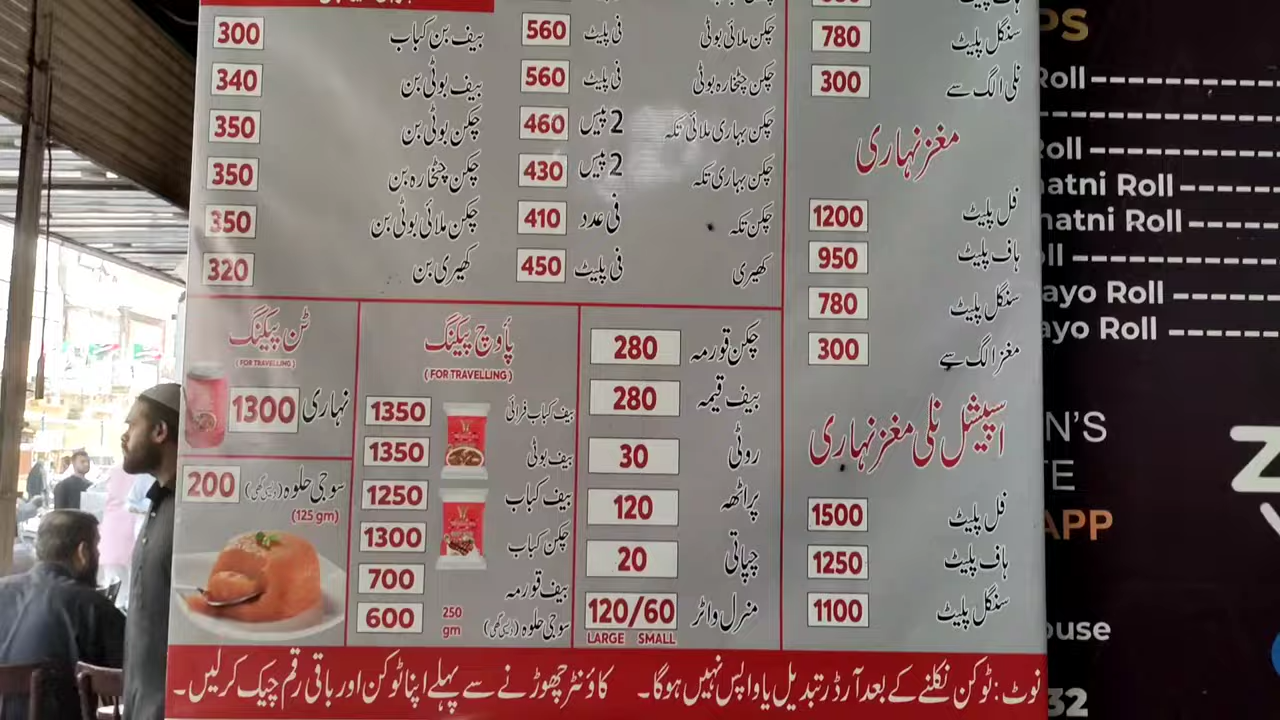 سنگل پلیٹ 780
نلی الگ سے 300
مغز نہاری
فل پلیٹ 1200
ہاف پلیٹ 950
سنگل پلیٹ 780
مغز الگ سے 300
اسپیشل نلی مغز نہاری
فل پلیٹ 1500
ہاف پلیٹ 1250
سنگل پلیٹ 1100
چکن ملائی بوٹی فی پلیٹ 560
چکن چٹخارہ بوٹی فی پلیٹ 560
چکن بہاری ملائی تکہ 2 پیس 460
چکن بہاری تکہ 2 پیس 430
چکن تکہ فی عدد 410
کھیری فی پلیٹ 450
بیف بن کباب 300
بیف بوٹی بن 340
چکن بوٹی بن 350
چکن چٹخارہ بن 350
چکن ملائی بوٹی بن 350
کھیری بن 320
چکن قورمہ 280
بیف قیمہ 280
روٹی 30
پراٹھہ 120
چپاتی 20
منرل واٹر 120/60
LARGE SMALL
پاؤچ پیکنگ
(FOR TRAVELLING)
بیف کباب فرائی 1350
بیف بوٹی 1350
بیف کباب 1250
چکن کباب 1300
بیف قورمہ 700
سوجی حلوہ (دیسی گھی) 250 gm 600
ٹن پیکنگ
(FOR TRAVELLING)
نہاری 1300
سوجی حلوہ (دیسی گھی) 200
(125 gm)
نوٹ: ٹوکن نکلنے کے بعد آرڈر تبدیل یا واپس نہیں ہوگا۔ کاؤنٹر چھوڑنے سے پہلے اپنا ٹوکن اور باقی رقم چیک کرلیں۔
PS
Roll
Roll
Roll
Roll
ayo Roll
ayo Roll
N'S
APP
32